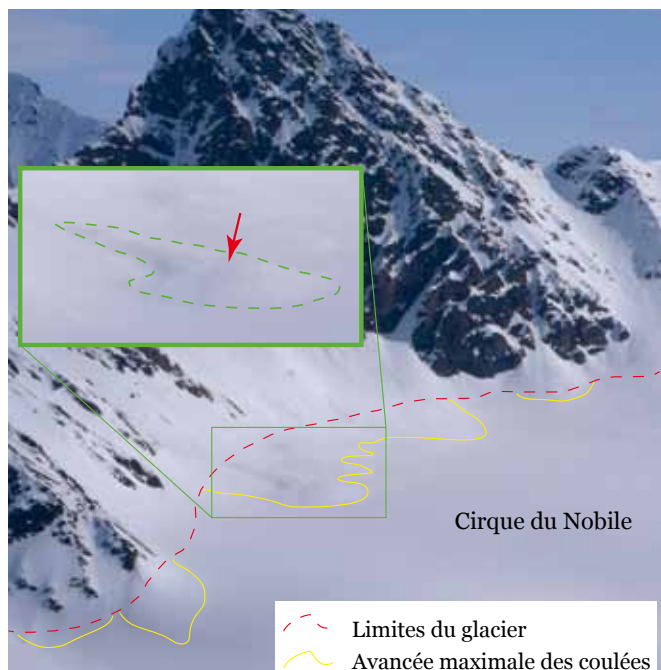 Cirque du Nobile
Limites du glacier
Avancée maximale des coulées